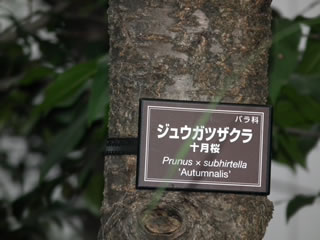 バラ科
ジュウガツザクラ
十月桜
Prunus × subhirtella
'Autumnalis'